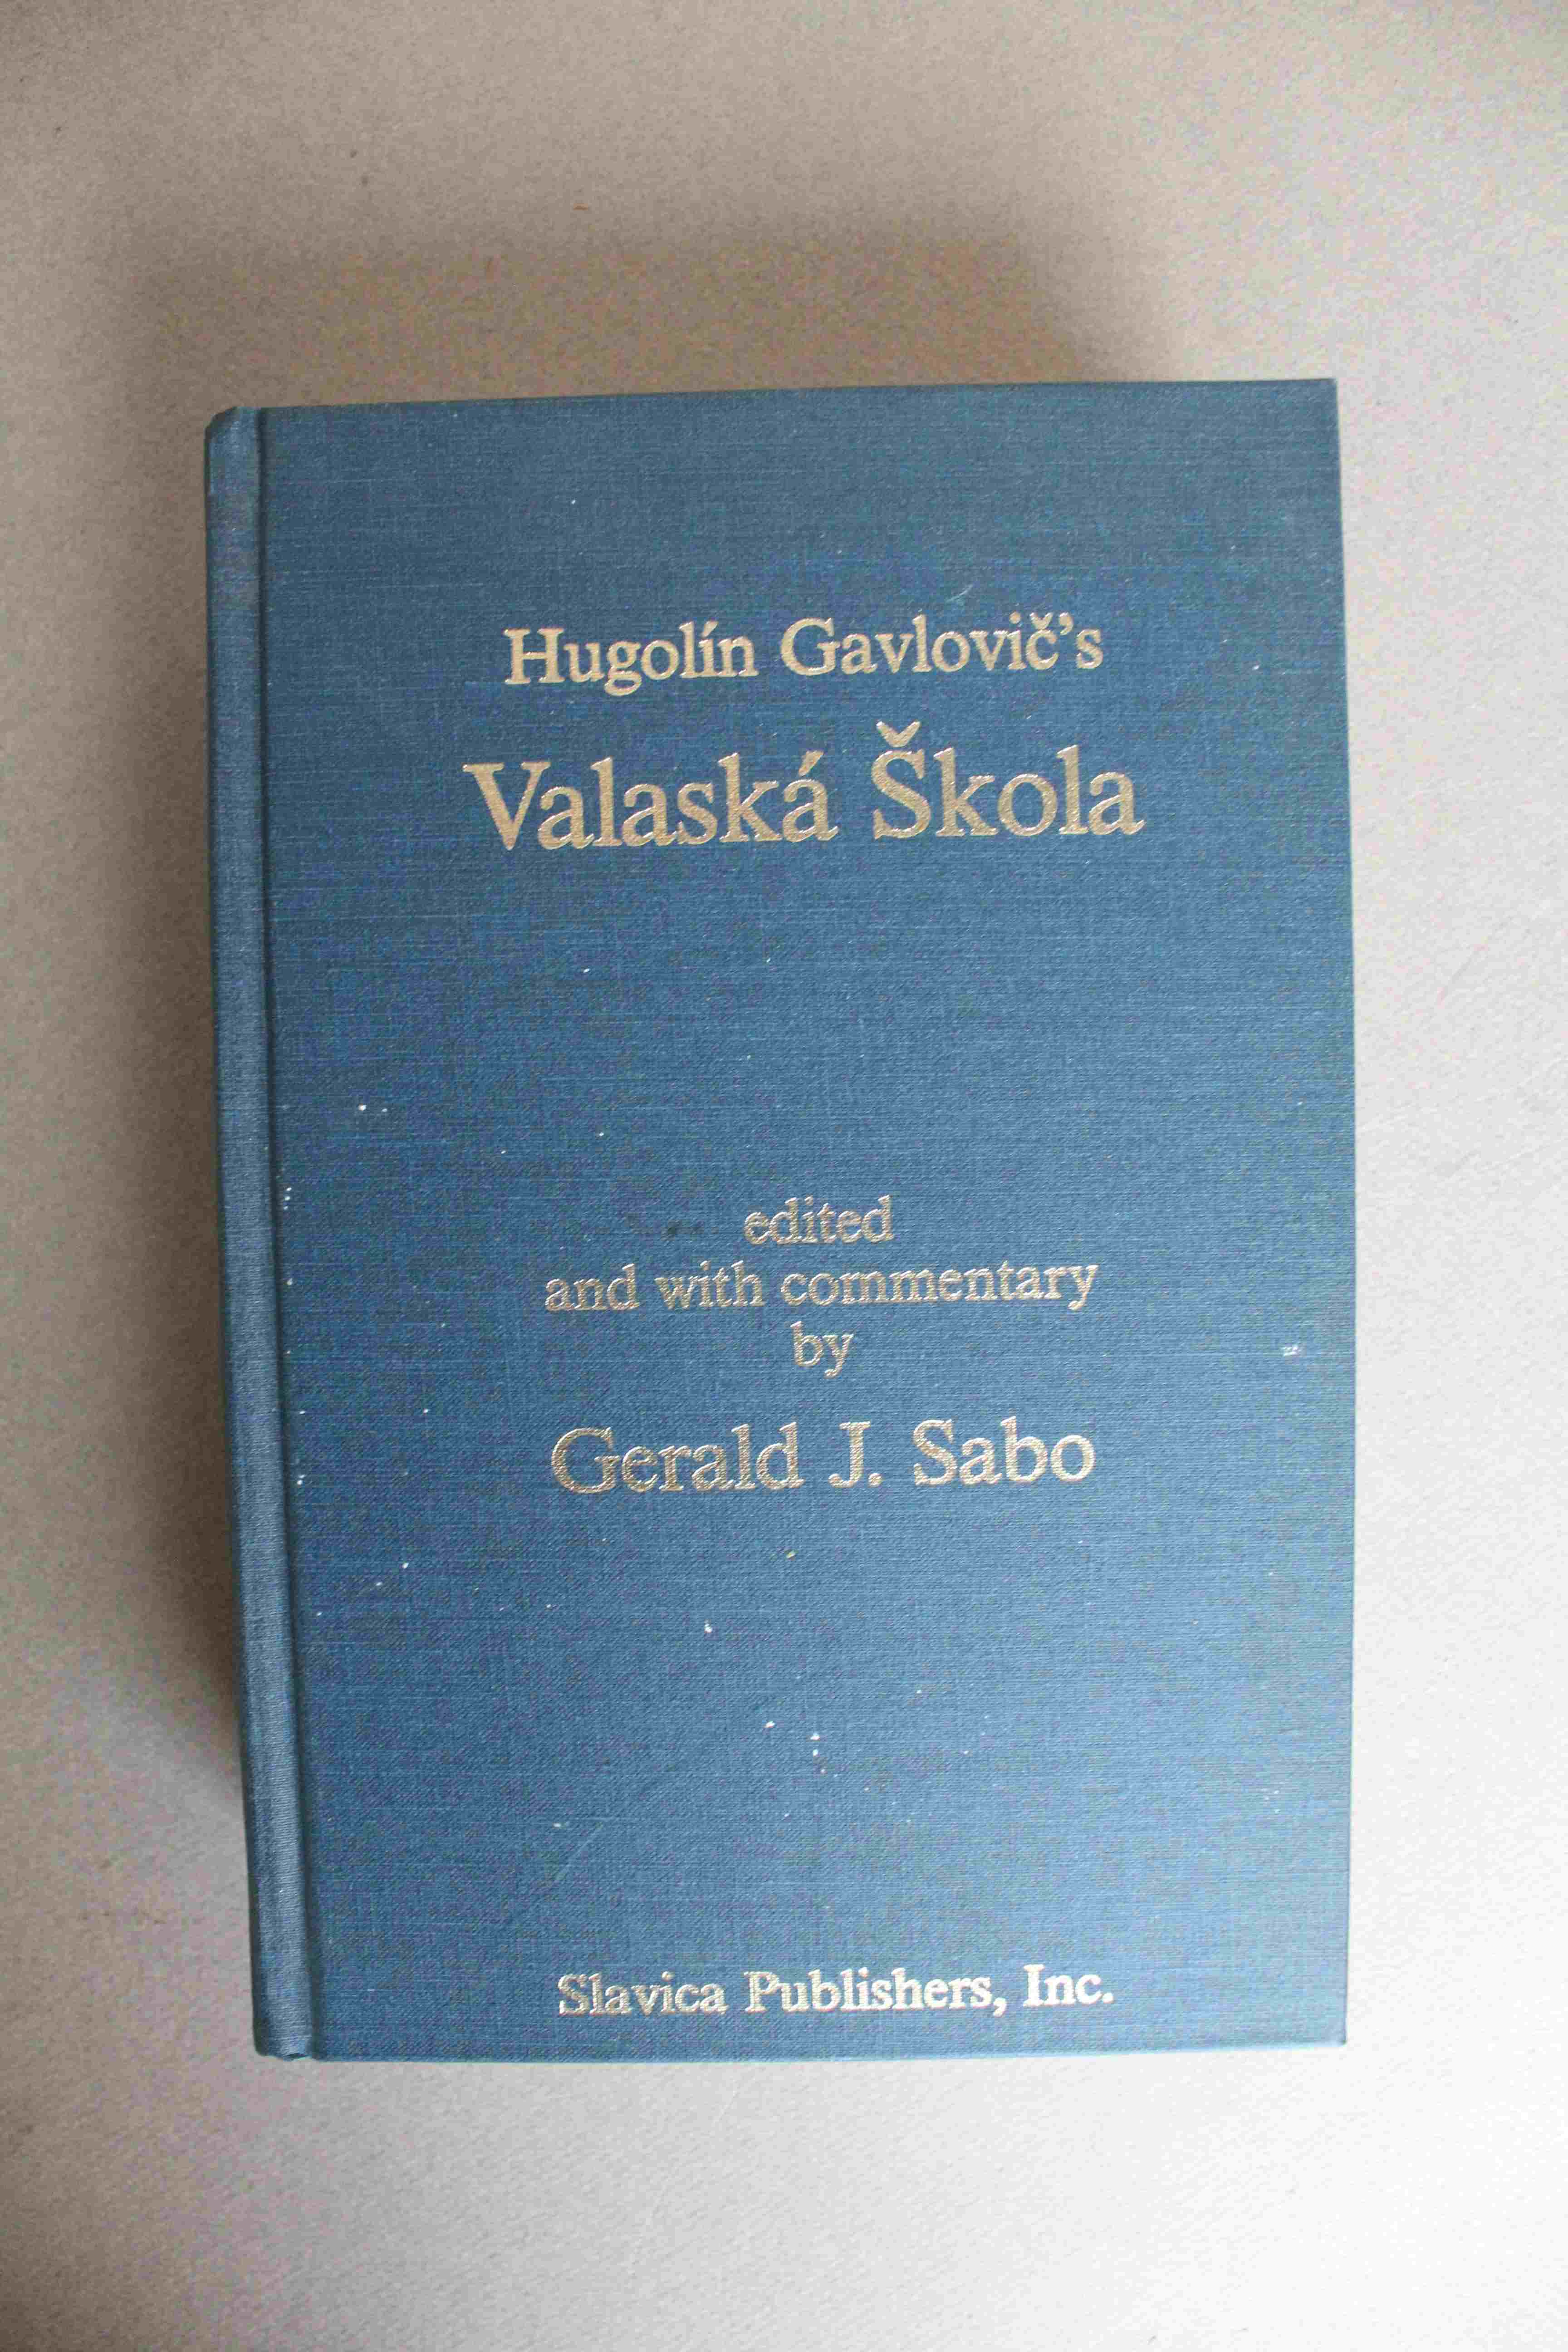 Hugolín Gavlovič's
Valaská Škola
edited
and with commentary
by
Gerald J. Sabo
Slavica Publishers, Inc.